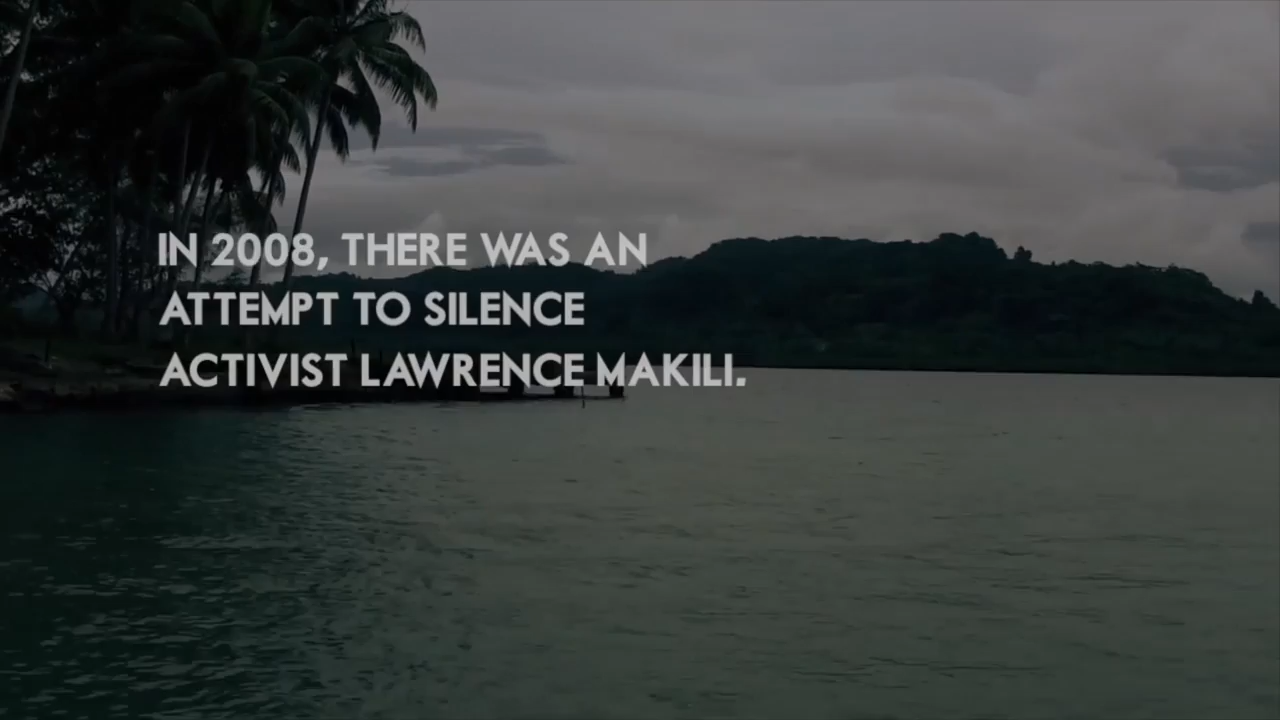 IN 2008, THERE WAS AN
ATTEMPT TO SILENCE
ACTIVIST LAWRENCE MAKILI.